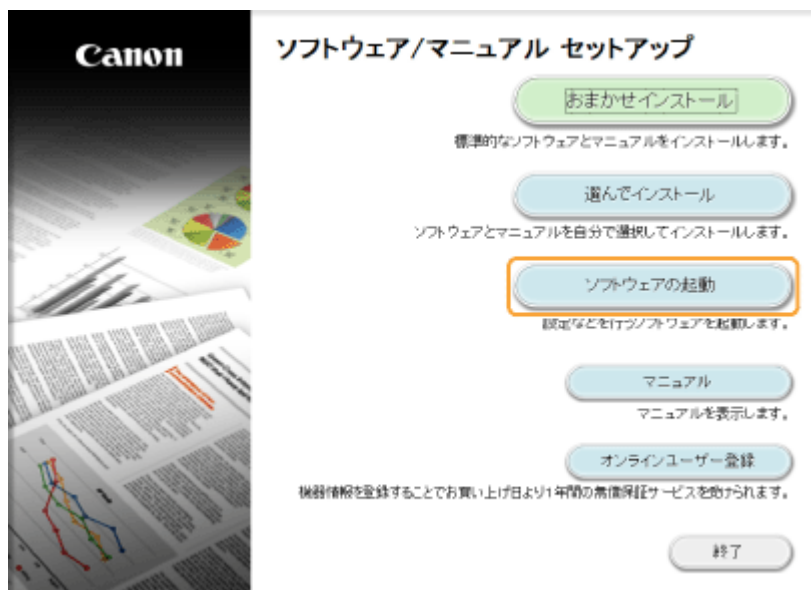 Canon
ソフトウェア/マニュアル セットアップ
おまかせインストール
標準的なソフトウェアとマニュアルをインストールします。
選んでインストール
ソフトウェアとマニュアルを自分で選択してインストールします。
ソフトウェアの起動
設定などを行うソフトウェアを起動します。
マニュアル
マニュアルを表示します。
オンラインユーザー登録
機器情報を登録することでお買い上げ日より1年間の無償保証サービスを受けられます。
終了